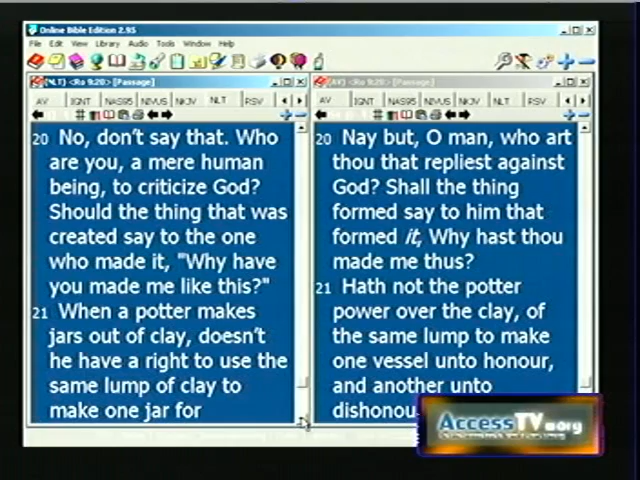 Online Bible Edition 2.95
File Edit View Library Audio Tools Window Help
(NLT) <Ro 9:20> [Passage]
AV IGNT NAS95 NIVUS NKJV NLT RSV
20 No, don't say that. Who
are you, a mere human
being, to criticize God?
Should the thing that was
created say to the one
who made it, "Why have
you made me like this?"
21 When a potter makes
jars out of clay, doesn't
he have a right to use the
same lump of clay to
make one jar for
(AV) <Ro 9:20> [Passage]
AV IGNT NAS95 NIVUS NKJV NLT RSV
20 Nay but, O man, who art
thou that repliest against
God? Shall the thing
formed say to him that
formed it, Why hast thou
made me thus?
21 Hath not the potter
power over the clay, of
the same lump to make
one vessel unto honour,
and another unto
dishonou
AccessTV.org